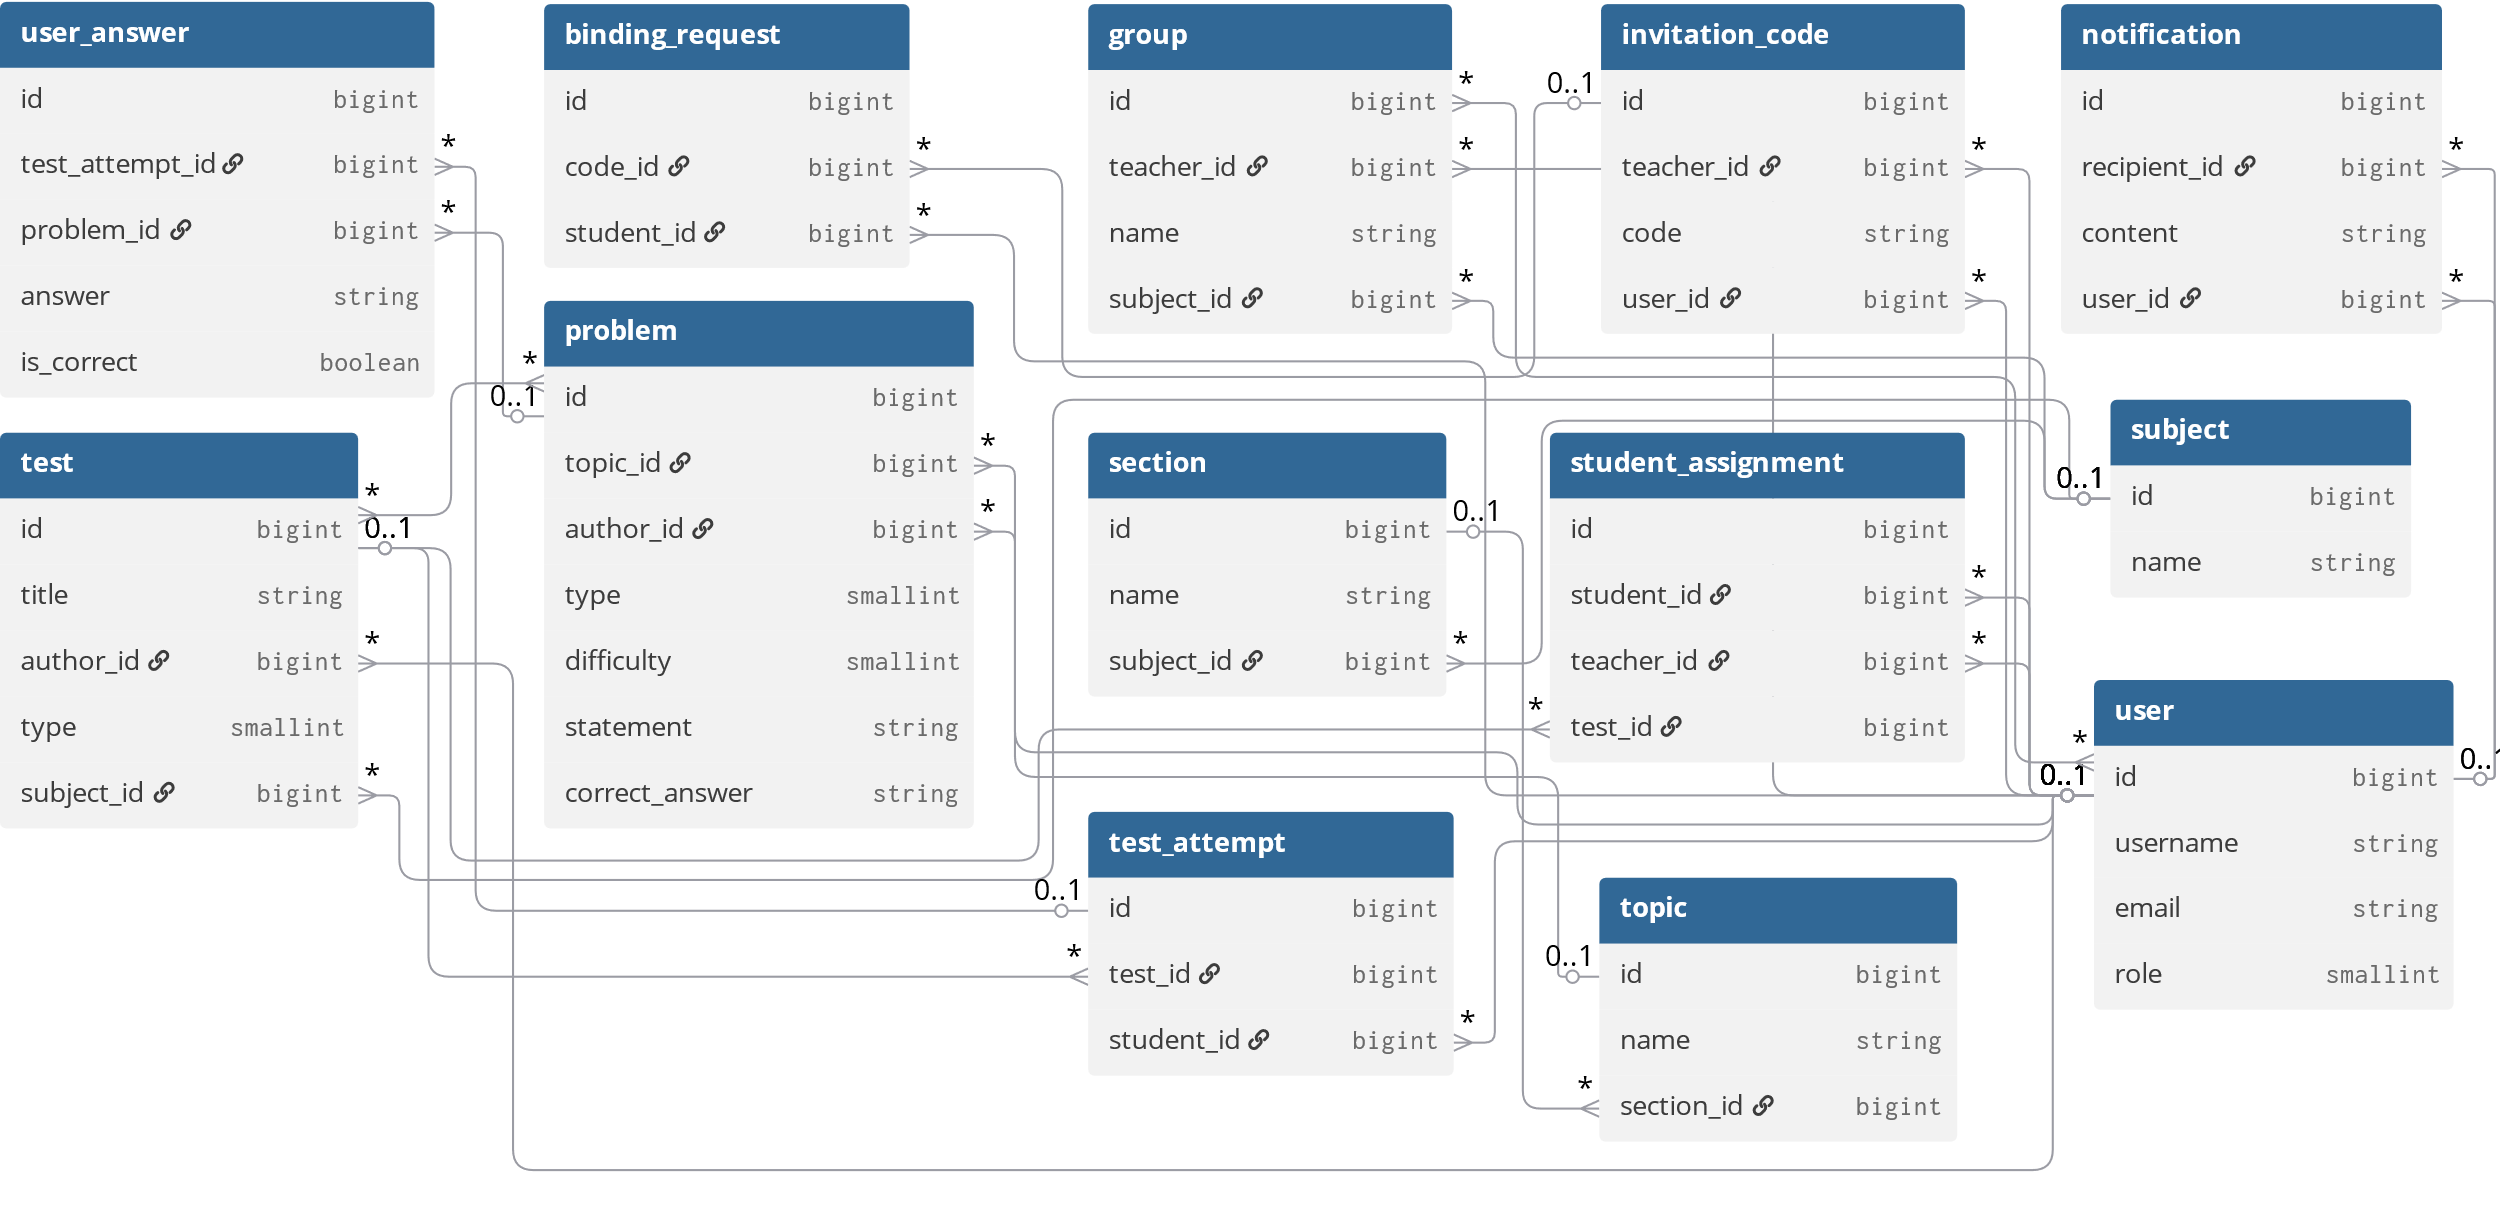 user_answer
id bigint
test_attempt_id bigint *
problem_id bigint *
answer string
is_correct boolean
binding_request
id bigint
code_id bigint *
student_id bigint *
group
id bigint *
teacher_id bigint *
name string
subject_id bigint *
invitation_code
0..1 id bigint
teacher_id bigint *
code string
user_id bigint *
notification
id bigint
recipient_id bigint *
content string
user_id bigint *
problem
*
0..1 id bigint
topic_id bigint *
author_id bigint *
type smallint
difficulty smallint
statement string
correct_answer string
test
*
id bigint 0..1
title string
author_id bigint *
type smallint
subject_id bigint *
section
id bigint 0..1
name string
subject_id bigint *
student_assignment
id bigint
student_id bigint *
teacher_id bigint *
* test_id bigint
subject
0..1 id bigint
name string
user
*
0..1 id bigint 0..
username string
email string
role smallint
test_attempt
0..1 id bigint
* test_id bigint
student_id bigint *
topic
0..1 id bigint
name string
* section_id bigint